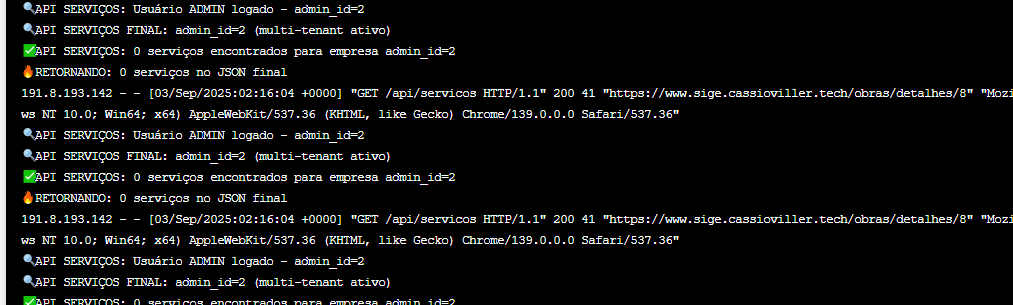 🔍API SERVIÇOS: Usuário ADMIN logado - admin_id=2
🔍API SERVIÇOS FINAL: admin_id=2 (multi-tenant ativo)
✅API SERVIÇOS: 0 serviços encontrados para empresa admin_id=2
🔥RETORNANDO: 0 serviços no JSON final
191.8.193.142 - - [03/Sep/2025:02:16:04 +0000] "GET /api/servicos HTTP/1.1" 200 41 "https://www.sige.cassioviller.tech/obras/detalhes/8" "Mozi
ws NT 10.0; Win64; x64) AppleWebKit/537.36 (KHTML, like Gecko) Chrome/139.0.0.0 Safari/537.36"
🔍API SERVIÇOS: Usuário ADMIN logado - admin_id=2
🔍API SERVIÇOS FINAL: admin_id=2 (multi-tenant ativo)
✅API SERVIÇOS: 0 serviços encontrados para empresa admin_id=2
🔥RETORNANDO: 0 serviços no JSON final
191.8.193.142 - - [03/Sep/2025:02:16:04 +0000] "GET /api/servicos HTTP/1.1" 200 41 "https://www.sige.cassioviller.tech/obras/detalhes/8" "Mozi
ws NT 10.0; Win64; x64) AppleWebKit/537.36 (KHTML, like Gecko) Chrome/139.0.0.0 Safari/537.36"
🔍API SERVIÇOS: Usuário ADMIN logado - admin_id=2
🔍API SERVIÇOS FINAL: admin_id=2 (multi-tenant ativo)
✅API SERVIÇOS: 0 serviços encontrados para empresa admin_id=2